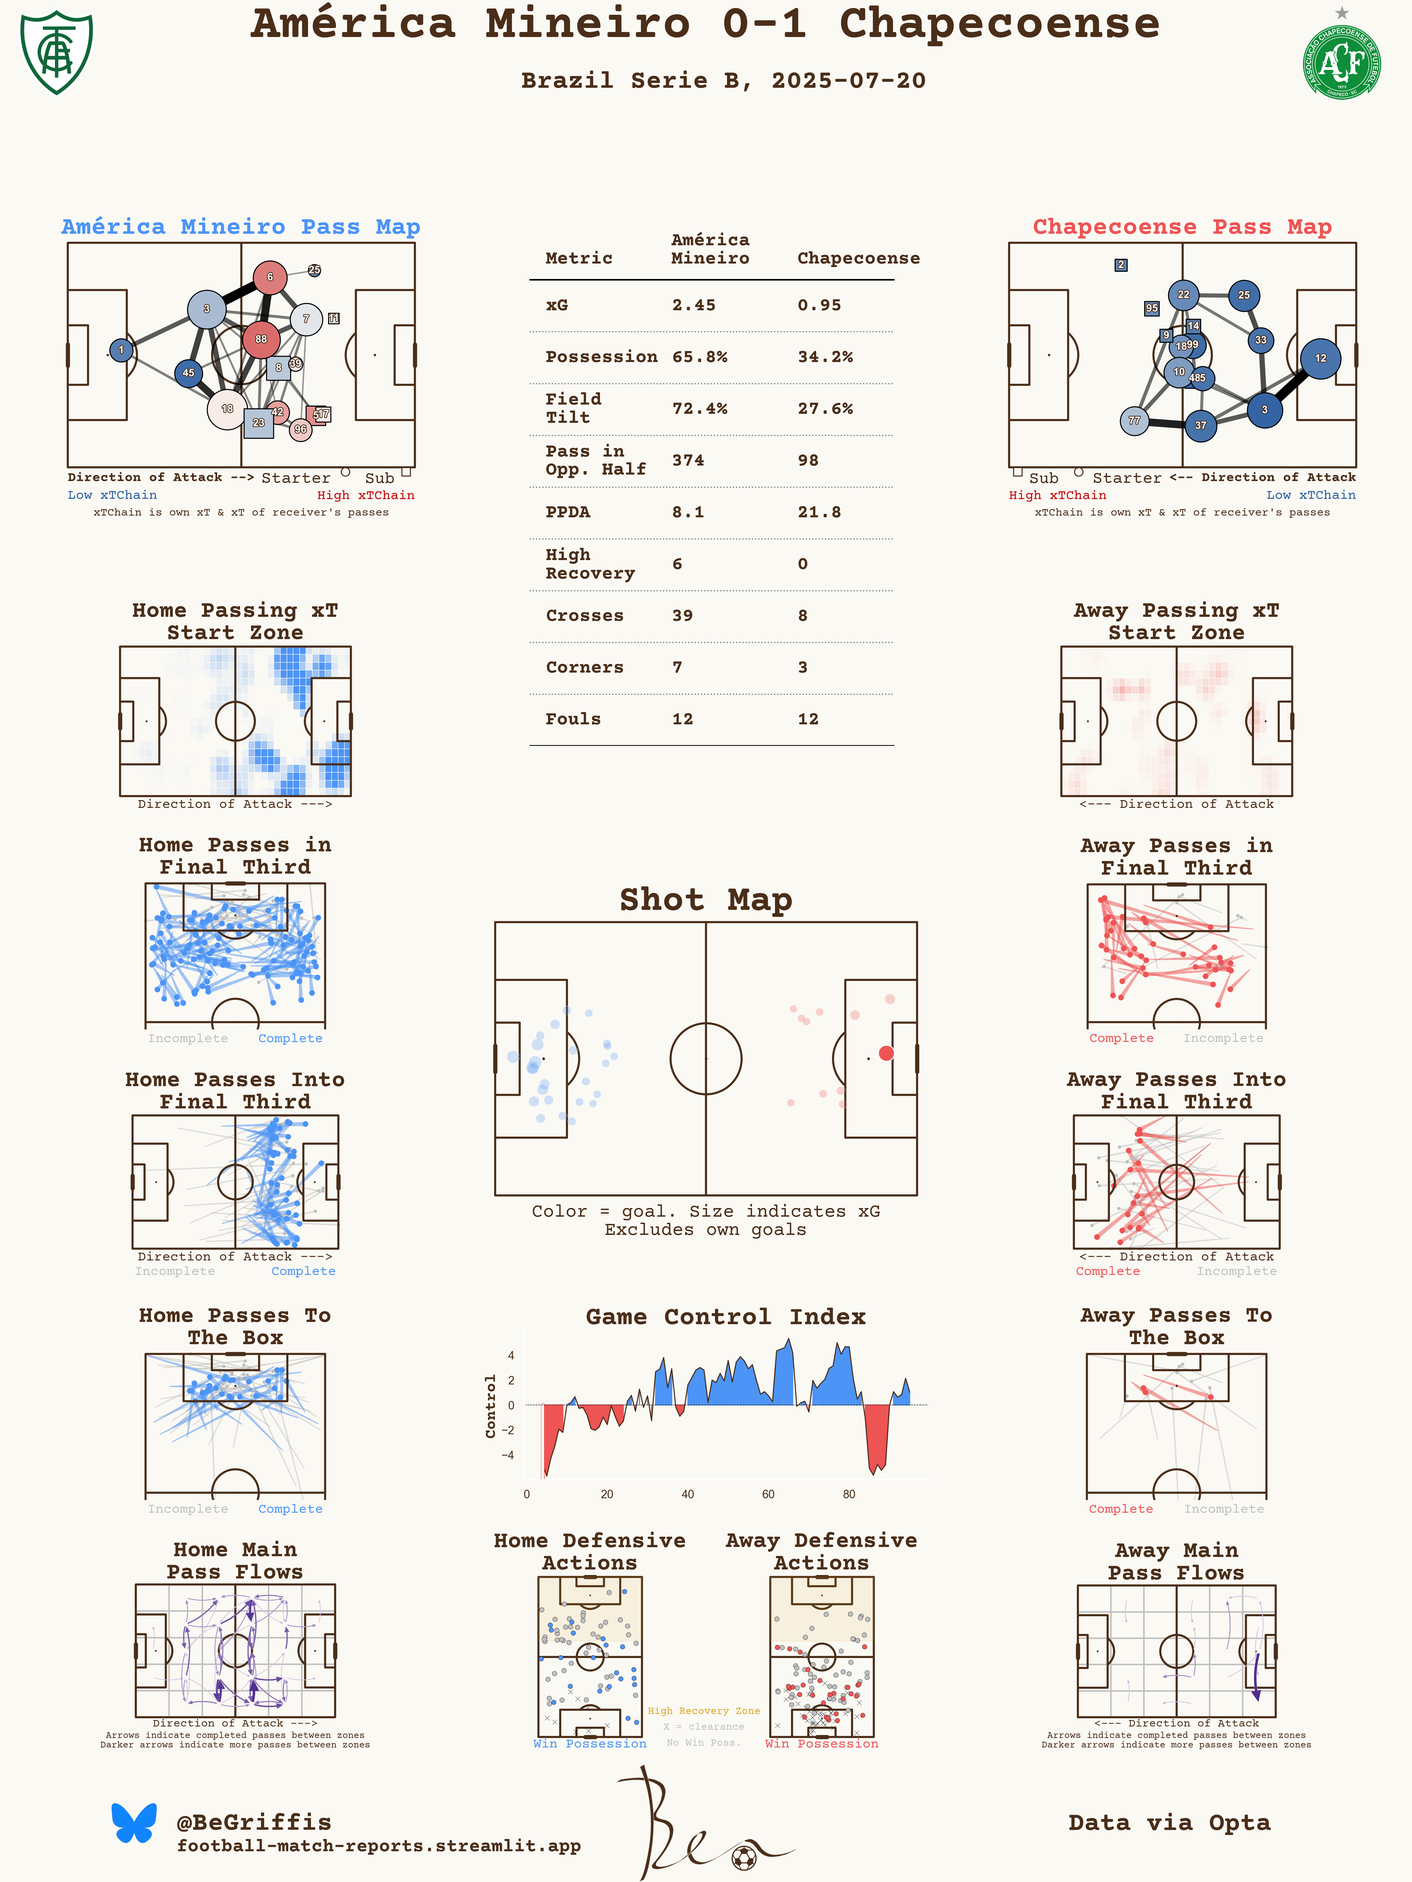 América Mineiro 0-1 Chapecoense
Brazil Serie B, 2025-07-20
ASSOCIAÇÃO CHAPECOENSE DE FUTEBOL
ACF
1973
CHAPECÓ - SC
América Mineiro Pass Map
6
25
3
7
11
88
1
8
39
45
18
23
42
96
5
17
Direction of Attack --> Starter Sub
Low xTChain High xTChain
xTChain is own xT & xT of receiver's passes
Metric América Mineiro Chapecoense
xG 2.45 0.95
Possession 65.8% 34.2%
Field Tilt 72.4% 27.6%
Pass in Opp. Half 374 98
PPDA 8.1 21.8
High Recovery 6 0
Crosses 39 8
Corners 7 3
Fouls 12 12
Chapecoense Pass Map
2
22
25
95
14
9
18
99
33
12
10
485
3
77
37
Sub Starter <-- Direction of Attack
High xTChain Low xTChain
xTChain is own xT & xT of receiver's passes
Home Passing xT
Start Zone
Direction of Attack --->
Away Passing xT
Start Zone
<--- Direction of Attack
Home Passes in
Final Third
Incomplete Complete
Away Passes in
Final Third
Complete Incomplete
Shot Map
Color = goal. Size indicates xG
Excludes own goals
Home Passes Into
Final Third
Direction of Attack --->
Incomplete Complete
Away Passes Into
Final Third
<--- Direction of Attack
Complete Incomplete
Home Passes To
The Box
Incomplete Complete
Game Control Index
Control
4
2
0
−2
−4
0 20 40 60 80
Away Passes To
The Box
Complete Incomplete
Home Main
Pass Flows
Direction of Attack --->
Arrows indicate completed passes between zones
Darker arrows indicate more passes between zones
Home Defensive
Actions
Win Possession
High Recovery Zone
X = clearance
No Win Poss.
Away Defensive
Actions
Win Possession
Away Main
Pass Flows
<--- Direction of Attack
Arrows indicate completed passes between zones
Darker arrows indicate more passes between zones
@BeGriffis
football-match-reports.streamlit.app
Ben
Data via Opta